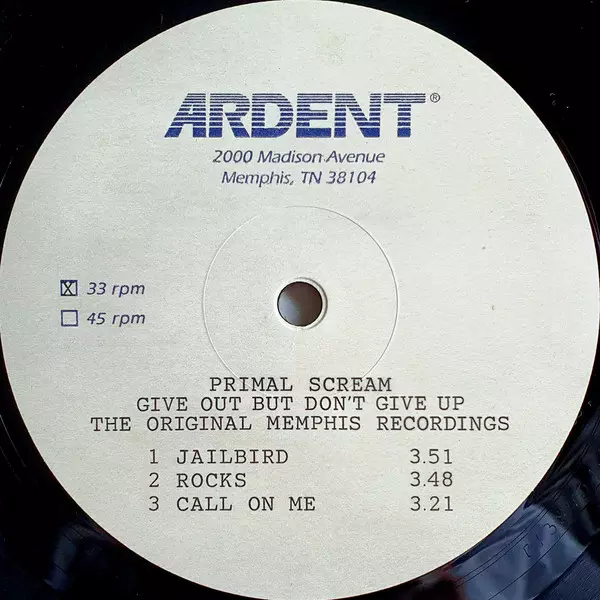 ARDENT®
2000 Madison Avenue
Memphis, TN 38104
☒ 33 rpm
☐ 45 rpm
PRIMAL SCREAM
GIVE OUT BUT DON'T GIVE UP
THE ORIGINAL MEMPHIS RECORDINGS
1 JAILBIRD 3.51
2 ROCKS 3.48
3 CALL ON ME 3.21